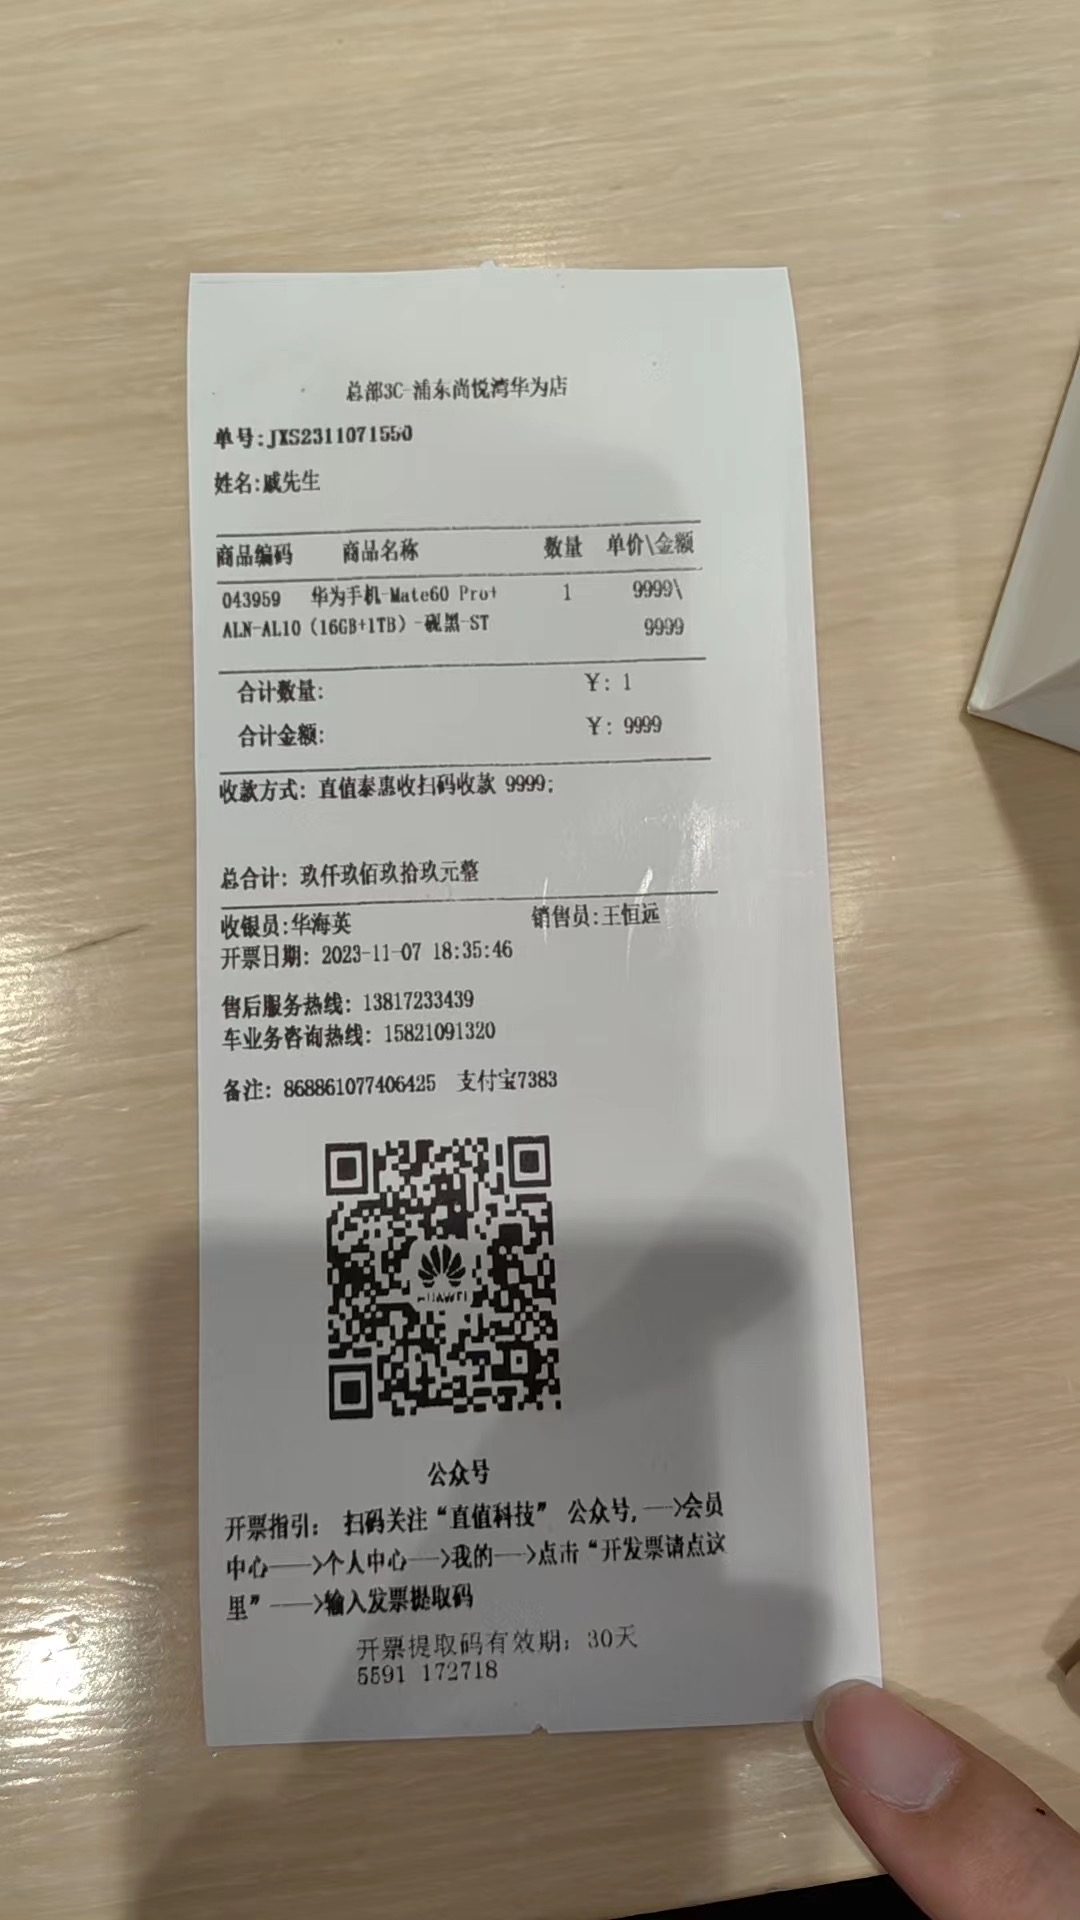 总部3C-浦东尚悦湾华为店
单号:JXS2311071550
姓名:戚先生
商品编码 商品名称 数量 单价\金额
043959 华为手机-Mate60 Pro+ 1 9999\
ALN-AL10（16GB+1TB）-砚黑-ST 9999
合计数量: ¥: 1
合计金额: ¥: 9999
收款方式: 直值泰惠收扫码收款 9999;
总合计: 玖仟玖佰玖拾玖元整
收银员:华海英 销售员:王恒远
开票日期: 2023-11-07 18:35:46
售后服务热线: 13817233439
车业务咨询热线: 15821091320
备注: 868861077406425 支付宝7383
HUAWEI
公众号
开票指引: 扫码关注“直值科技” 公众号, —>会员
中心——>个人中心—>我的—>点击“开发票请点这
里” ——>输入发票提取码
开票提取码有效期: 30天
5591 172718